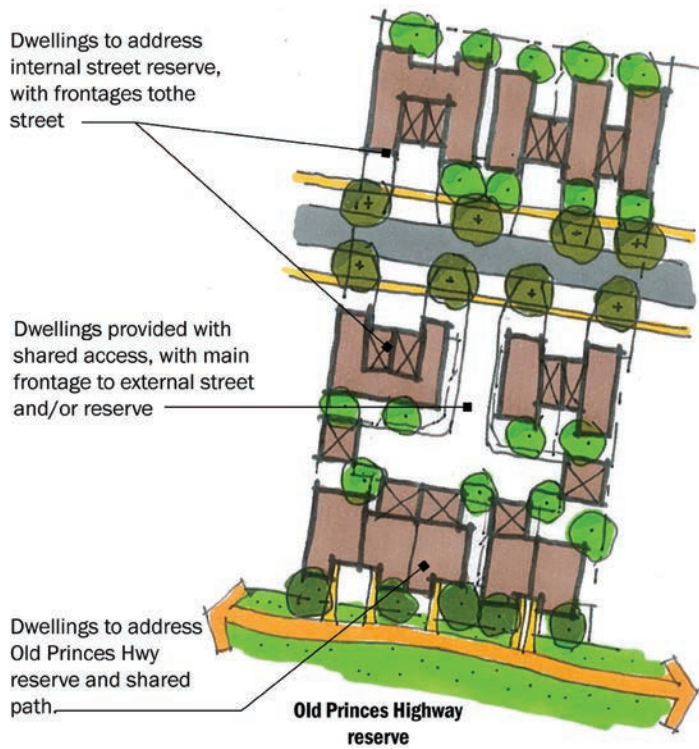 Dwellings to address
internal street reserve,
with frontages tothe
street
Dwellings provided with
shared access, with main
frontage to external street
and/or reserve
Dwellings to address
Old Princes Hwy
reserve and shared
path.
Old Princes Highway
reserve